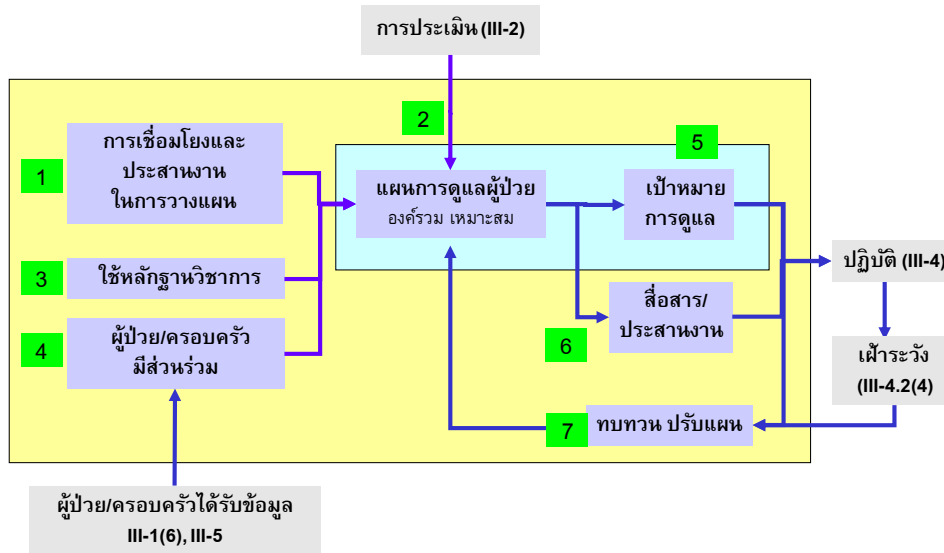 การประเมิน (III-2)
2
5
1
การเชื่อมโยงและ
ประสานงาน
ในการวางแผน
แผนการดูแลผู้ป่วย
องค์รวม เหมาะสม
เป้าหมาย
การดูแล
3
ใช้หลักฐานวิชาการ
ปฏิบัติ (III-4)
4
ผู้ป่วย/ครอบครัว
มีส่วนร่วม
6
สื่อสาร/
ประสานงาน
เฝ้าระวัง
(III-4.2(4)
7
ทบทวน ปรับแผน
ผู้ป่วย/ครอบครัวได้รับข้อมูล
III-1(6), III-5